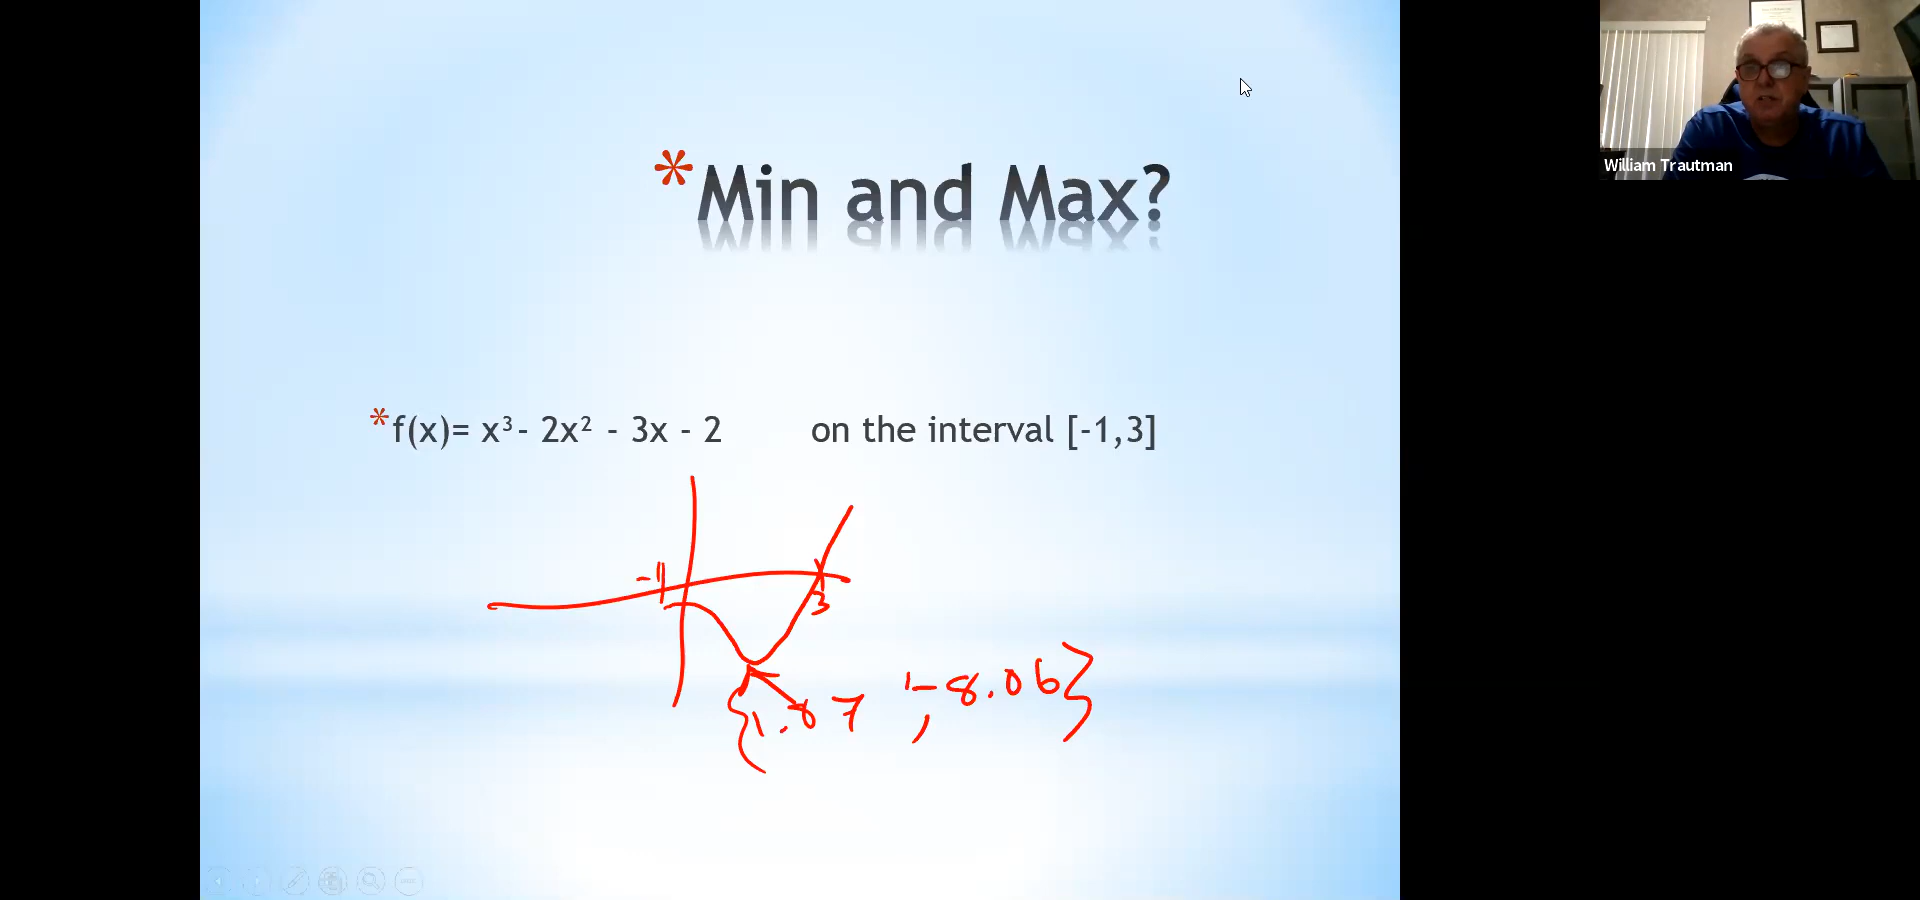 William Trautman
*Min and Max?
*f(x)= x³- 2x² - 3x - 2 on the interval [-1,3]
-1
3
{1.87 , -8.06}